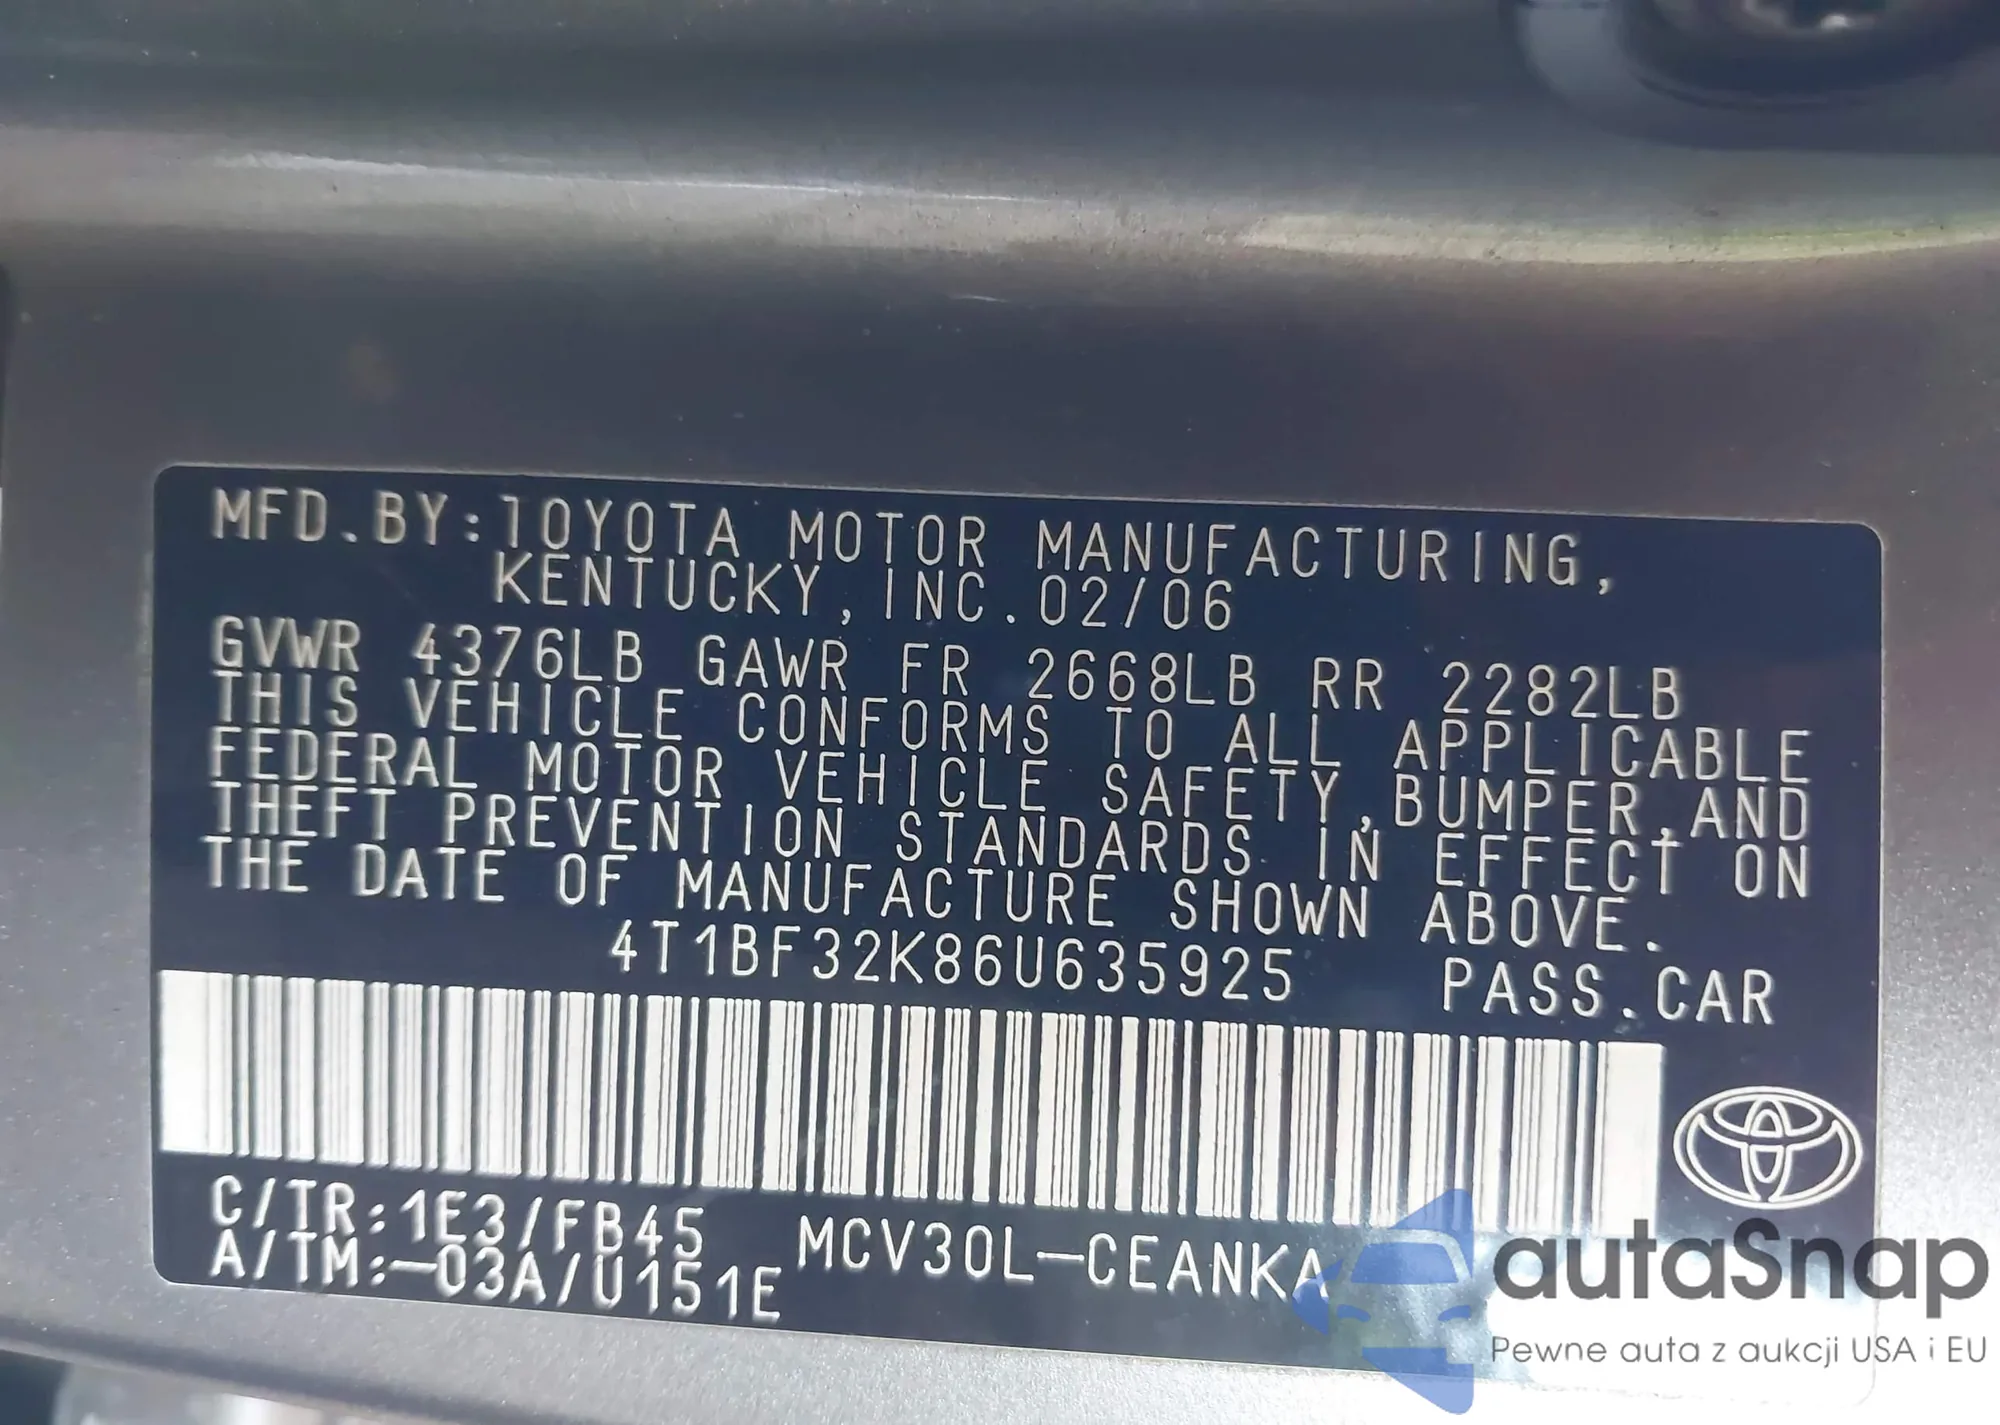 MFD.BY:TOYOTA MOTOR MANUFACTURING,
KENTUCKY, INC. 02/06
GVWR 4376LB GAWR FR 2668LB RR 2282LB
THIS VEHICLE CONFORMS TO ALL APPLICABLE
FEDERAL MOTOR VEHICLE SAFETY,BUMPER,AND
THEFT PREVENTION STANDARDS IN EFFECT ON
THE DATE OF MANUFACTURE SHOWN ABOVE.
4T1BF32K86U635925 PASS.CAR
C/TR:1E3/FB45 MCV30L-CEANKA
A/TM:-03A/U151E
autaSnap
Pewne auta z aukcji USA i EU